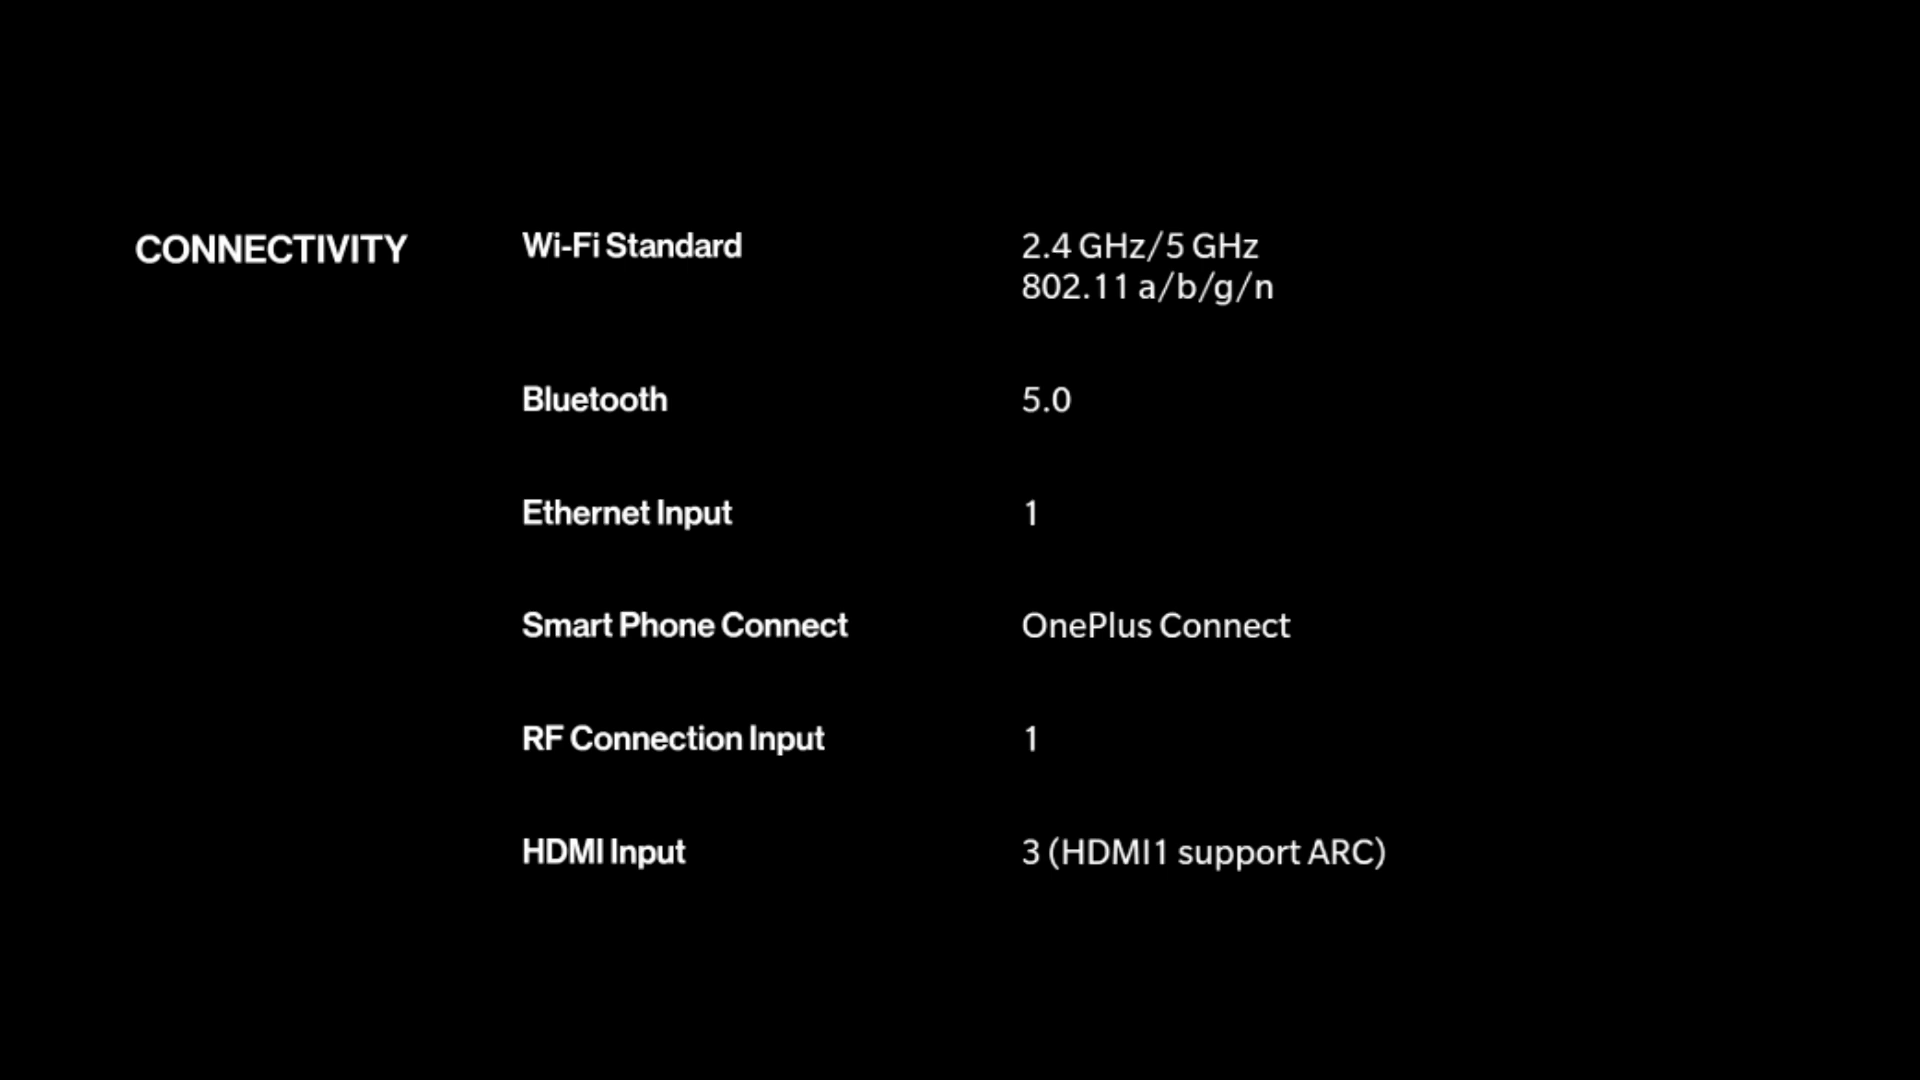 CONNECTIVITY
Wi-Fi Standard
2.4 GHz/5 GHz
802.11 a/b/g/n
Bluetooth
5.0
Ethernet Input
1
Smart Phone Connect
OnePlus Connect
RF Connection Input
1
HDMI Input
3 (HDMI1 support ARC)